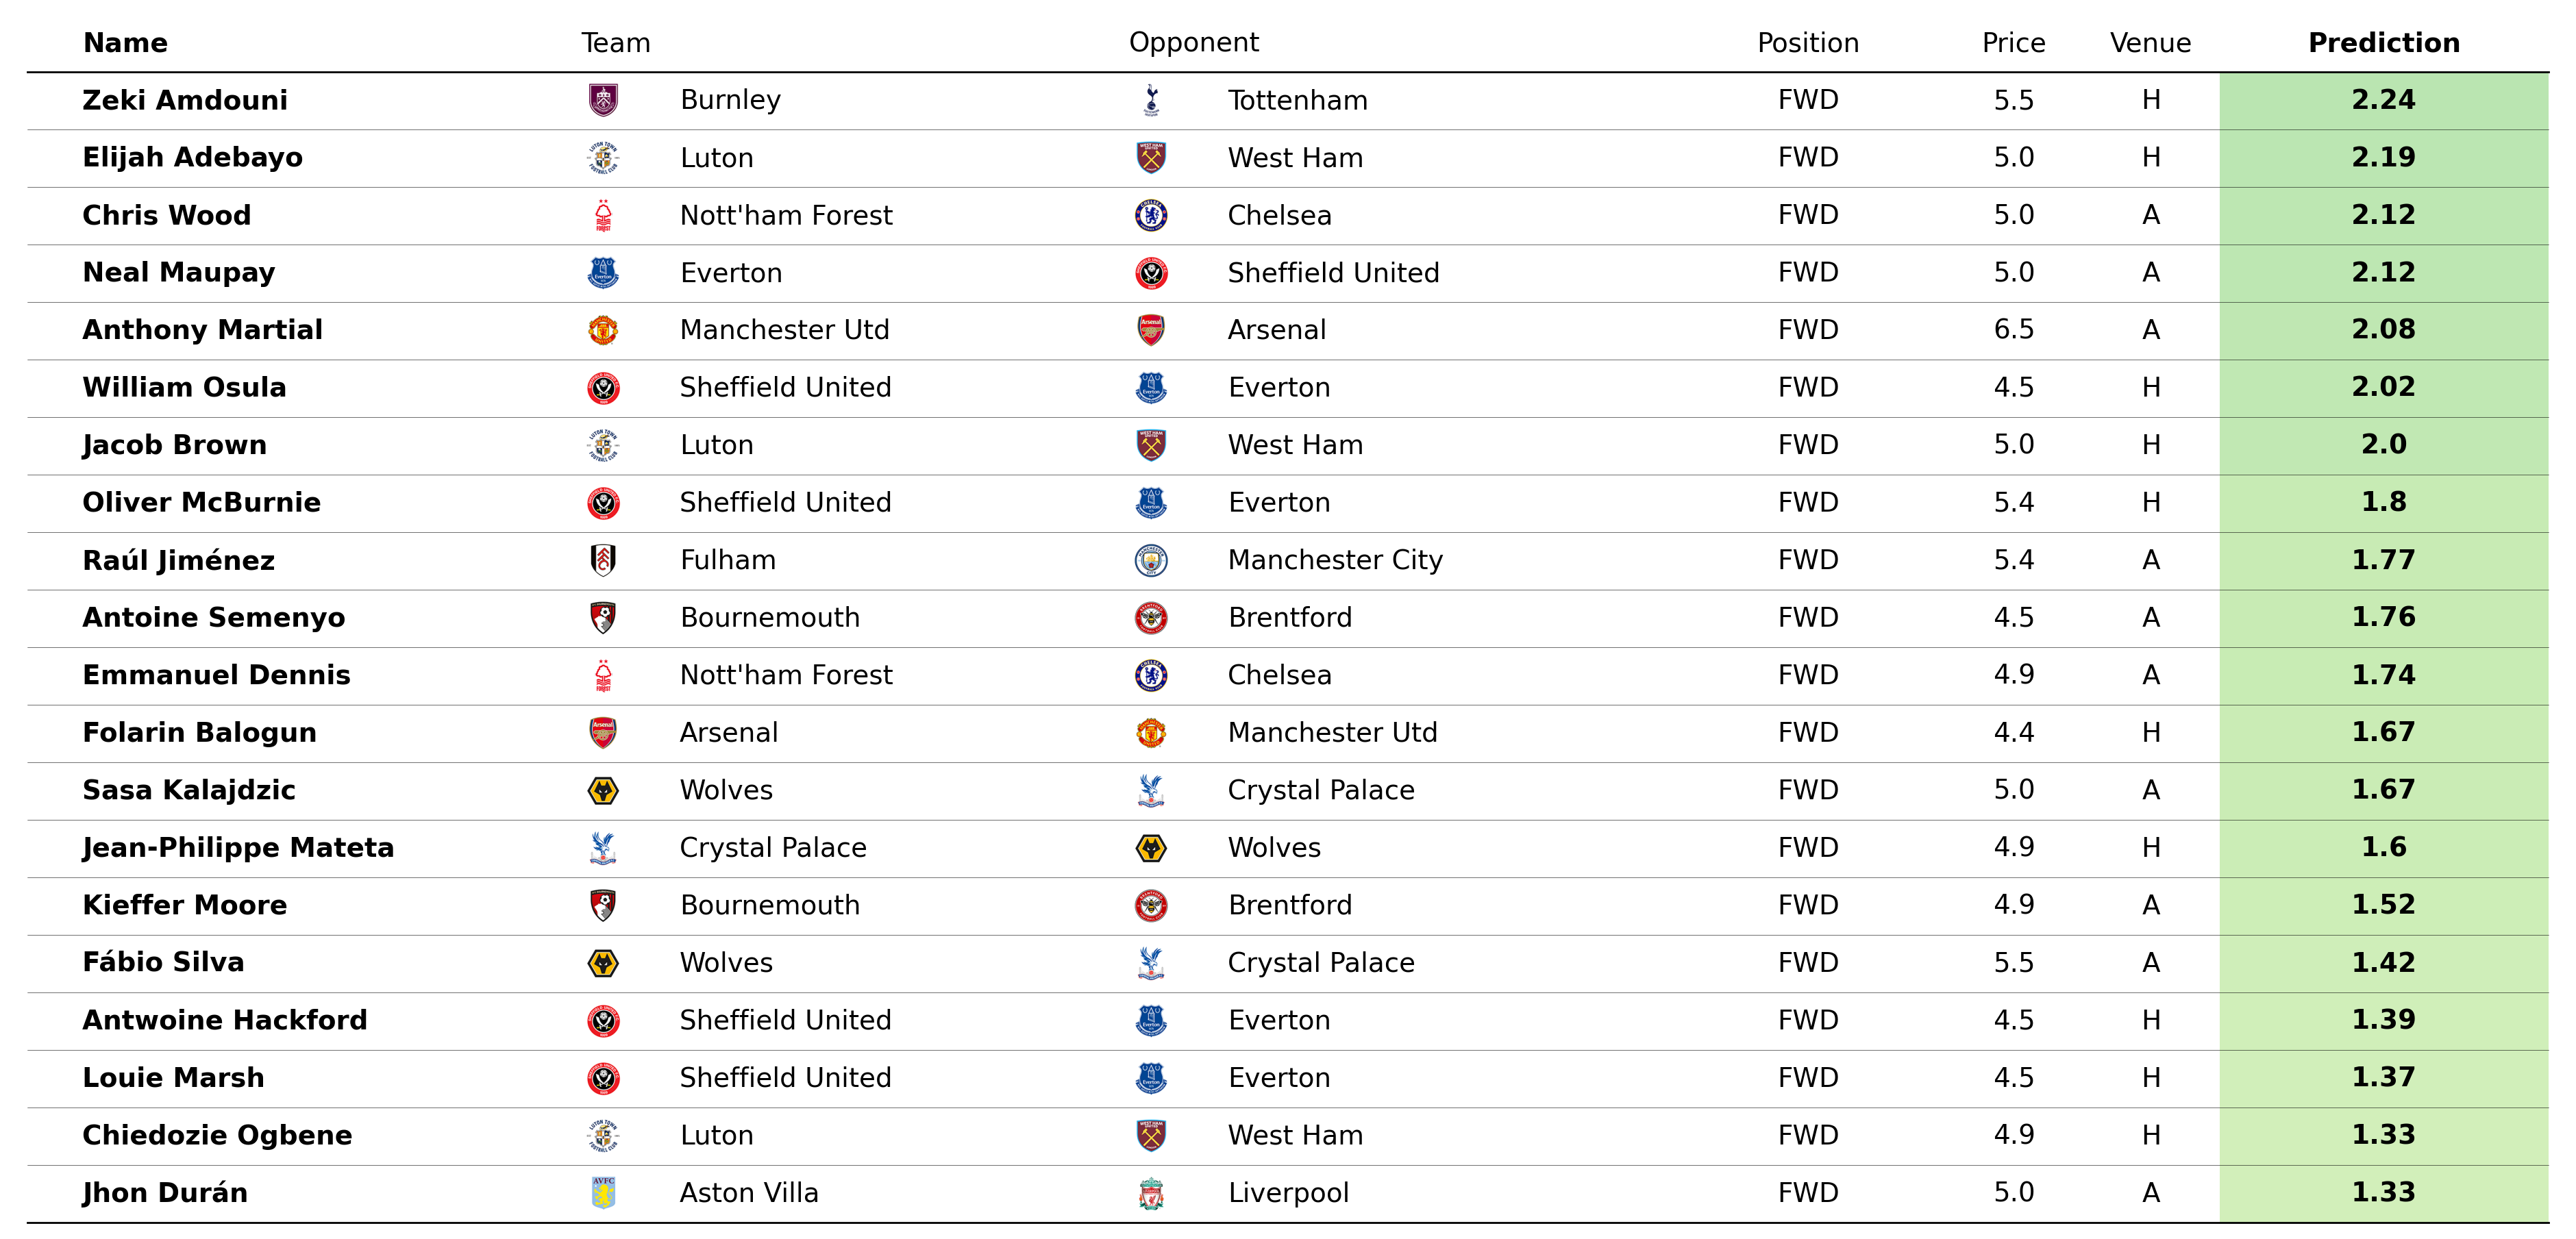 Name Team Opponent Position Price Venue Prediction
Zeki Amdouni Burnley Tottenham FWD 5.5 H 2.24
Elijah Adebayo Luton West Ham FWD 5.0 H 2.19
Chris Wood Nott'ham Forest Chelsea FWD 5.0 A 2.12
Neal Maupay Everton Sheffield United FWD 5.0 A 2.12
Anthony Martial Manchester Utd Arsenal FWD 6.5 A 2.08
William Osula Sheffield United Everton FWD 4.5 H 2.02
Jacob Brown Luton West Ham FWD 5.0 H 2.0
Oliver McBurnie Sheffield United Everton FWD 5.4 H 1.8
Raúl Jiménez Fulham Manchester City FWD 5.4 A 1.77
Antoine Semenyo Bournemouth Brentford FWD 4.5 A 1.76
Emmanuel Dennis Nott'ham Forest Chelsea FWD 4.9 A 1.74
Folarin Balogun Arsenal Manchester Utd FWD 4.4 H 1.67
Sasa Kalajdzic Wolves Crystal Palace FWD 5.0 A 1.67
Jean-Philippe Mateta Crystal Palace Wolves FWD 4.9 H 1.6
Kieffer Moore Bournemouth Brentford FWD 4.9 A 1.52
Fábio Silva Wolves Crystal Palace FWD 5.5 A 1.42
Antwoine Hackford Sheffield United Everton FWD 4.5 H 1.39
Louie Marsh Sheffield United Everton FWD 4.5 H 1.37
Chiedozie Ogbene Luton West Ham FWD 4.9 H 1.33
Jhon Durán Aston Villa Liverpool FWD 5.0 A 1.33